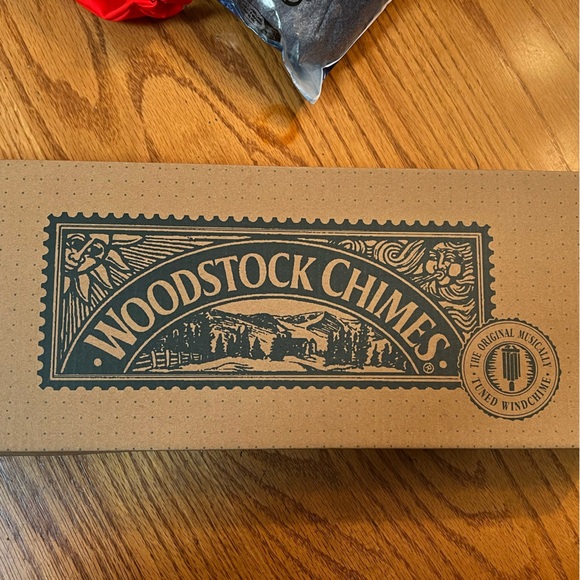 • WOODSTOCK CHIMES •
®
• THE ORIGINAL MUSICALLY •
TUNED WINDCHIME